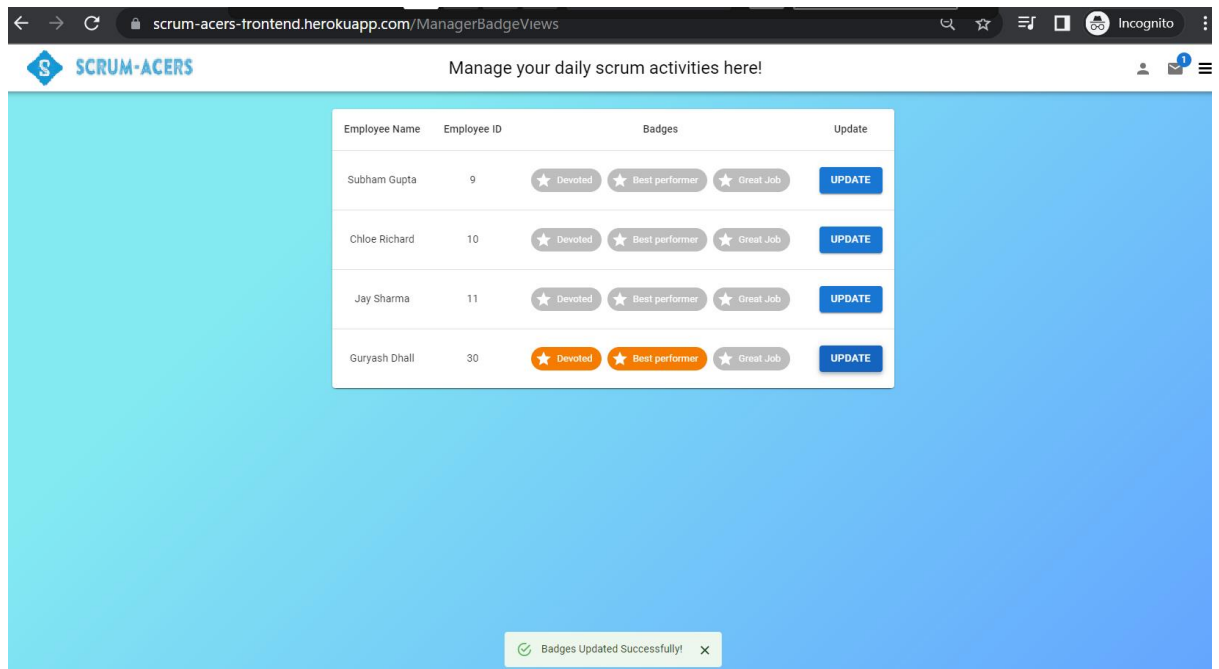 scrum-acers-frontend.herokuapp.com/ManagerBadgeViews Incognito
S SCRUM-ACERS Manage your daily scrum activities here! 1
Employee Name Employee ID Badges Update
Subham Gupta 9 Devoted Best performer Great Job UPDATE
Chloe Richard 10 Devoted Best performer Great Job UPDATE
Jay Sharma 11 Devoted Best performer Great Job UPDATE
Guryash Dhall 30 Devoted Best performer Great Job UPDATE
Badges Updated Successfully!